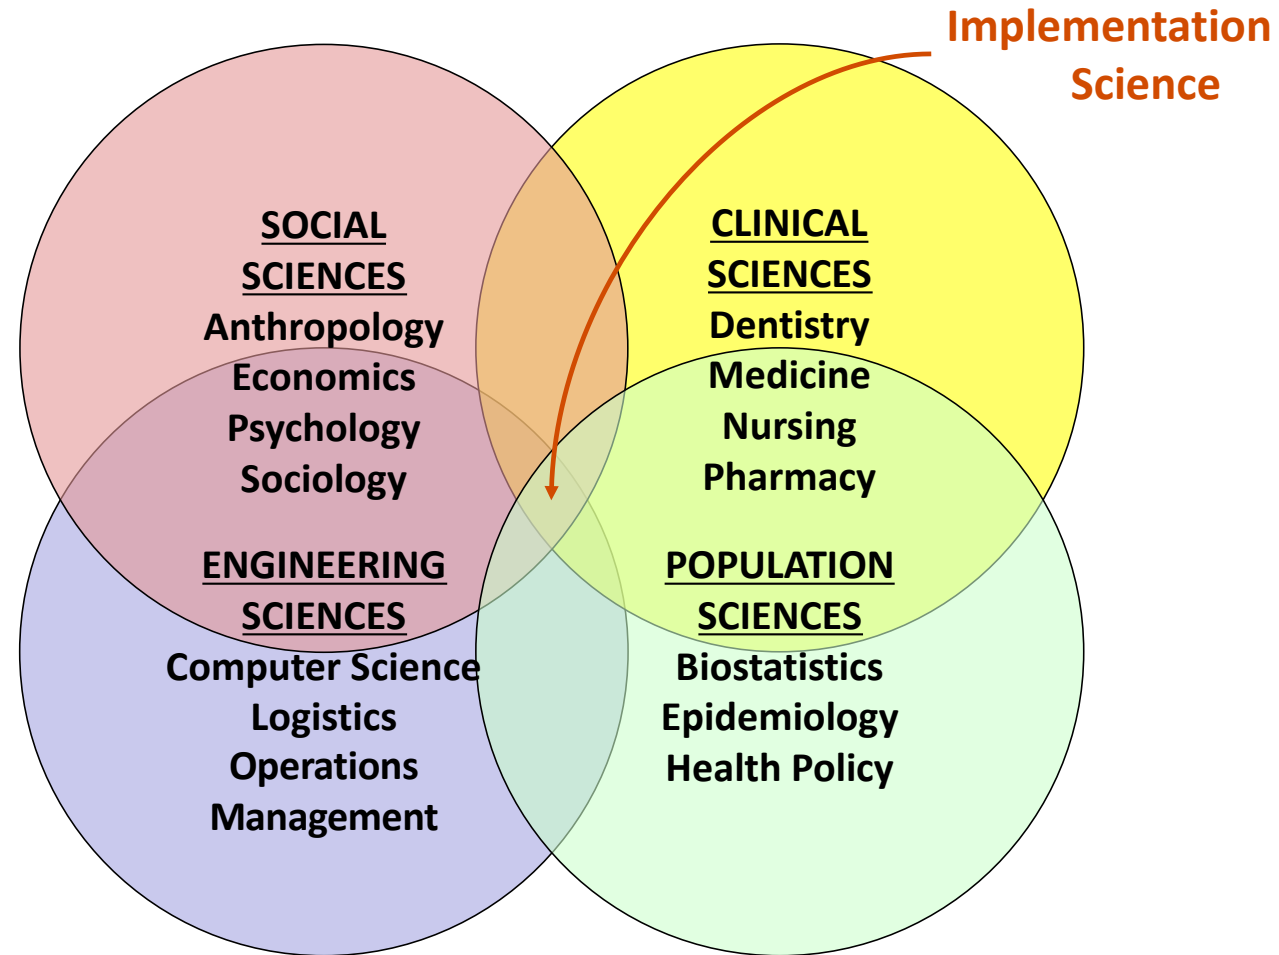 Implementation
Science
SOCIAL
SCIENCES
Anthropology
Economics
Psychology
Sociology
CLINICAL
SCIENCES
Dentistry
Medicine
Nursing
Pharmacy
ENGINEERING
SCIENCES
Computer Science
Logistics
Operations
Management
POPULATION
SCIENCES
Biostatistics
Epidemiology
Health Policy